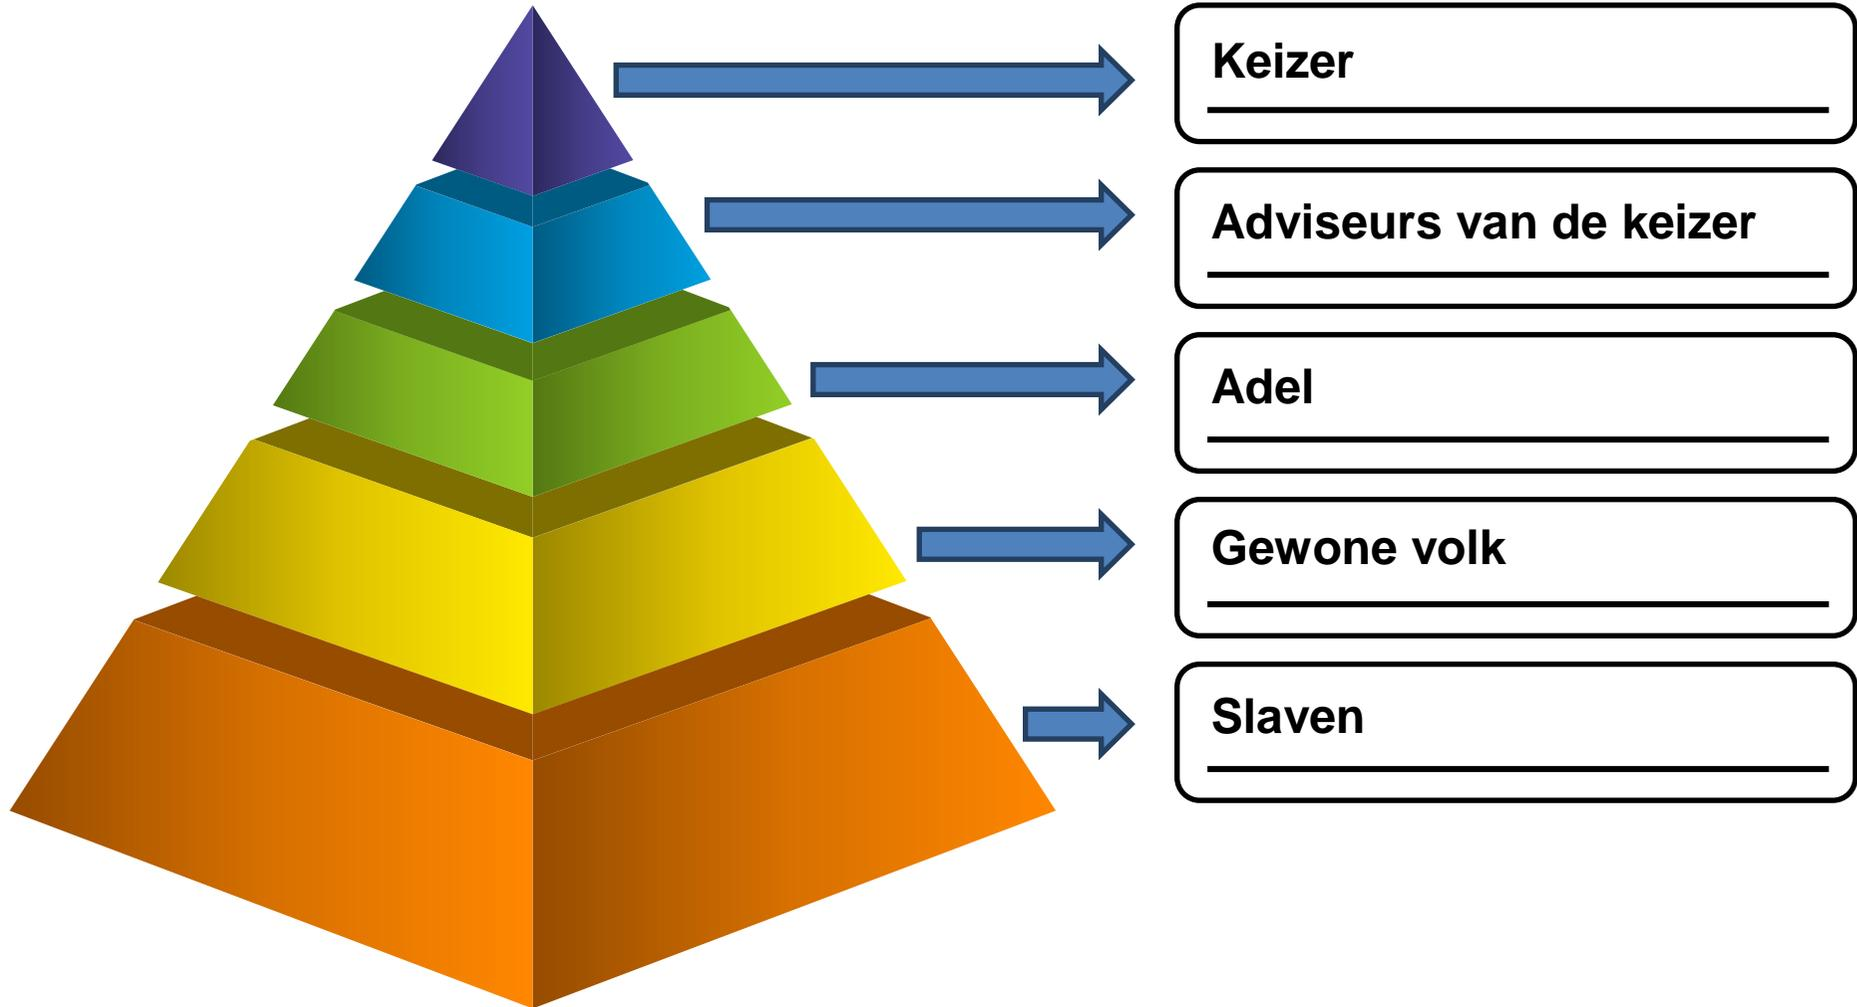 Keizer
Adviseurs van de keizer
Adel
Gewone volk
Slaven